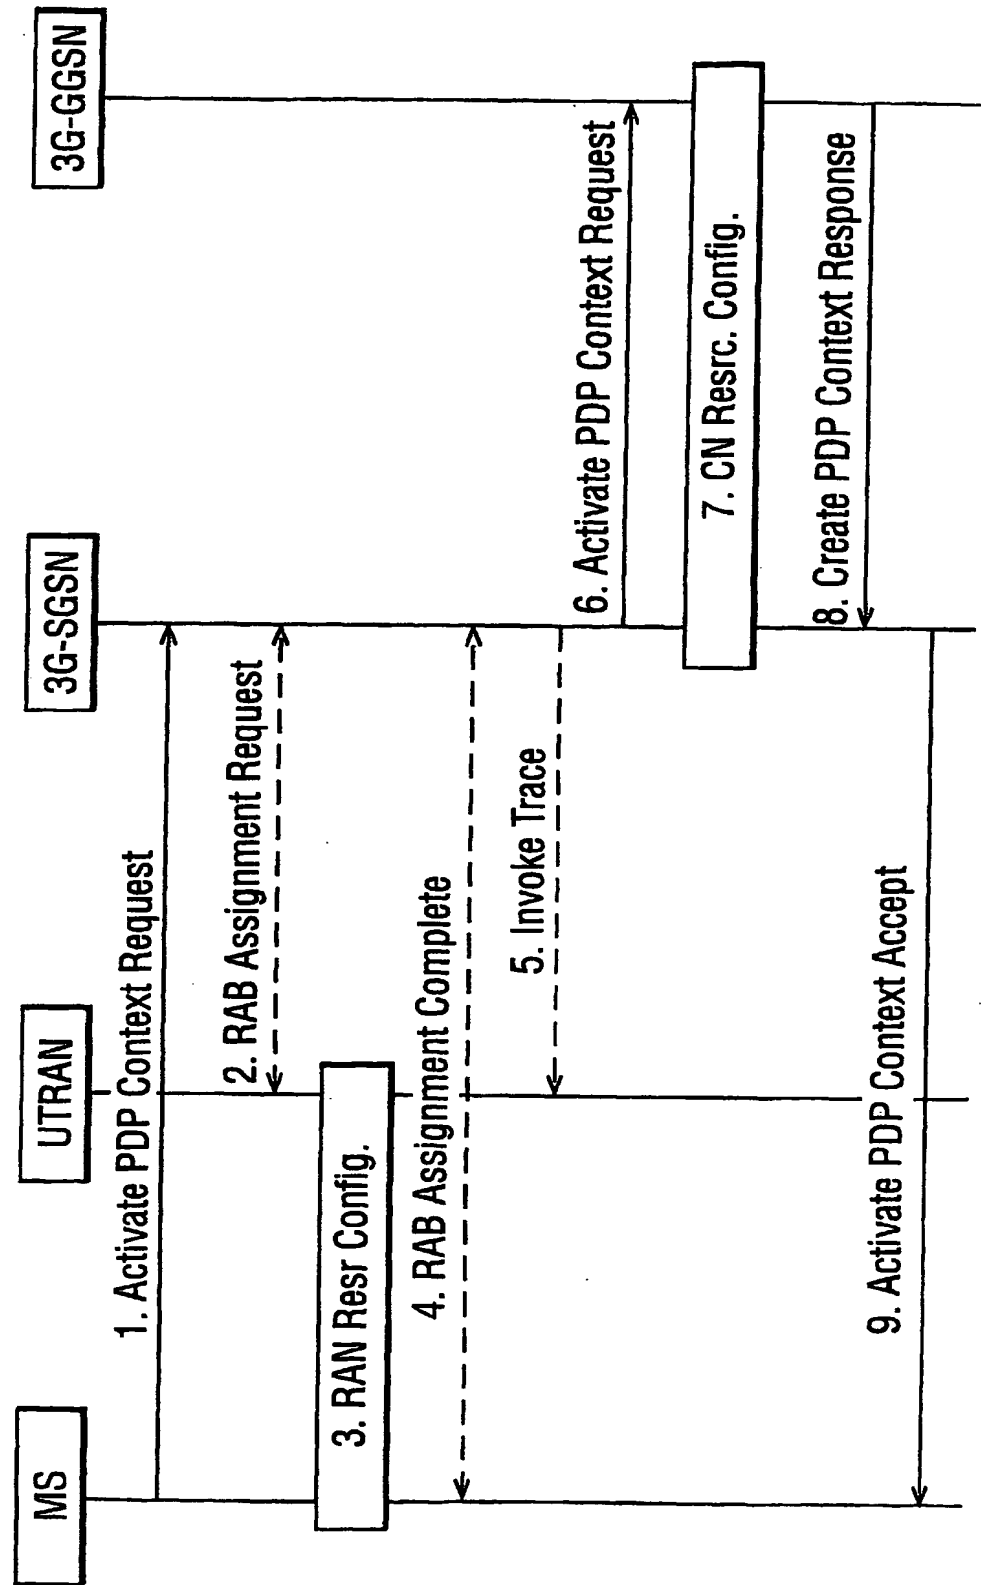 MS
UTRAN
3G-SGSN
3G-GGSN
1. Activate PDP Context Request
2. RAB Assignment Request
3. RAN Resr Config.
4. RAB Assignment Complete
5. Invoke Trace
6. Activate PDP Context Request
7. CN Resrc. Config.
8. Create PDP Context Response
9. Activate PDP Context Accept